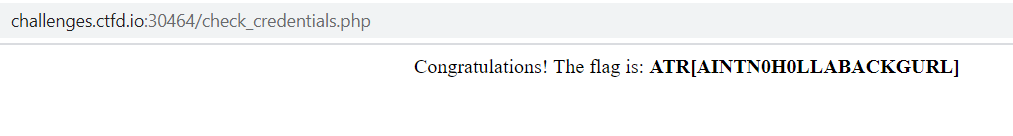 challenges.ctfd.io:30464/check_credentials.php
Congratulations! The flag is: ATR[AINTN0H0LLABACKGURL]